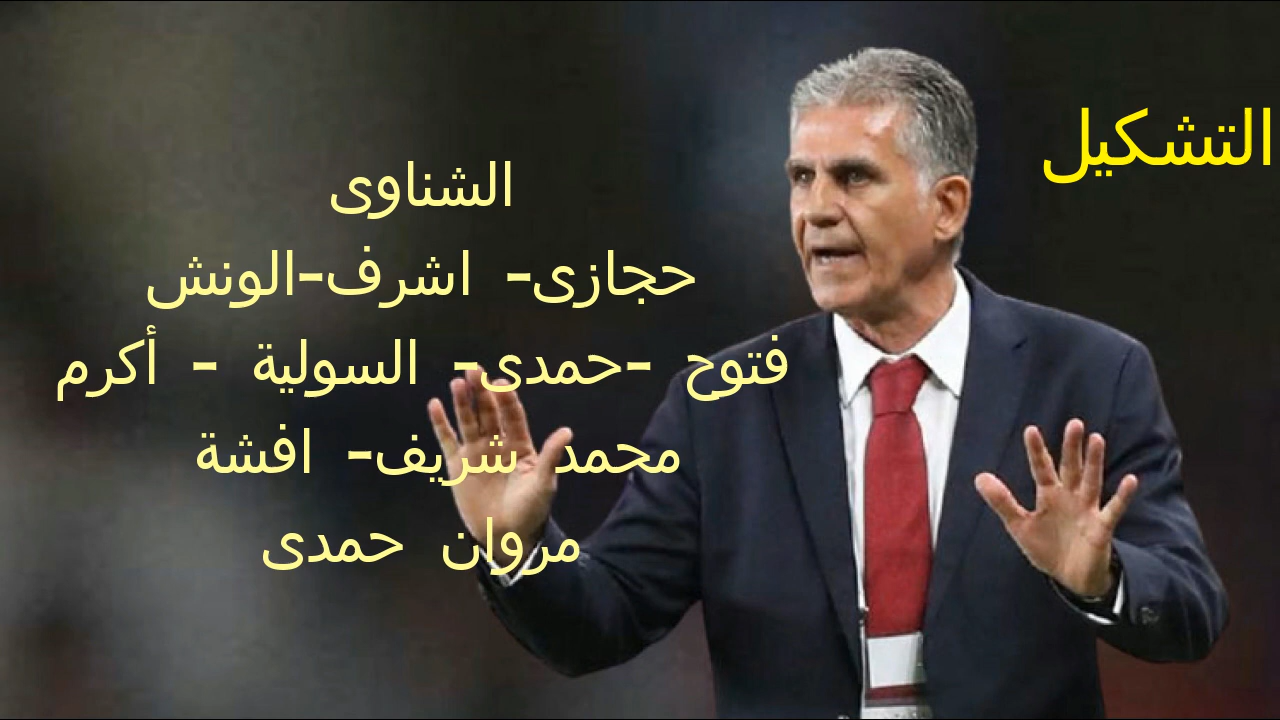 التشكيل
الشناوى
حجازى- اشرف-الونش
فتوح -حمدى- السولية - أكرم
محمد شريف- افشة
مروان حمدى